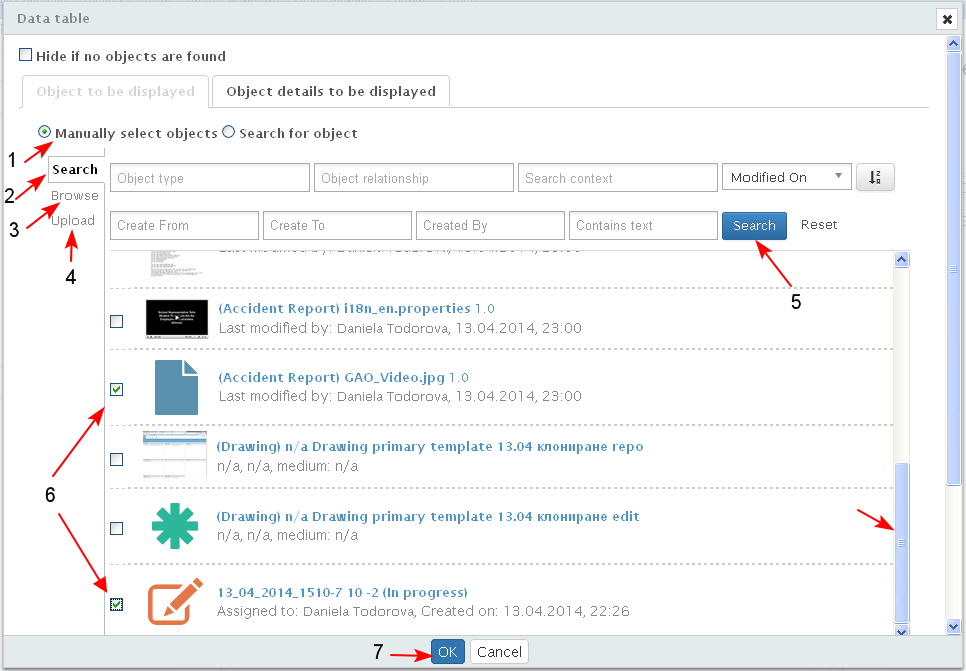 Data table
Hide if no objects are found
Object to be displayed
Object details to be displayed
Manually select objects
Search for object
1
Search
2
Browse
3
Upload
4
Object type
Object relationship
Search context
Modified On
Create From
Create To
Created By
Contains text
Search
Reset
5
(Accident Report) i18n_en.properties 1.0
Last modified by: Daniela Todorova, 13.04.2014, 23:00
(Accident Report) GAO_Video.jpg 1.0
Last modified by: Daniela Todorova, 13.04.2014, 23:00
(Drawing) n/a Drawing primary template 13.04 клониране repo
n/a, n/a, medium: n/a
6
(Drawing) n/a Drawing primary template 13.04 клониране edit
n/a, n/a, medium: n/a
13_04_2014_1510-7 10 -2 (In progress)
Assigned to: Daniela Todorova, Created on: 13.04.2014, 22:26
7
OK
Cancel